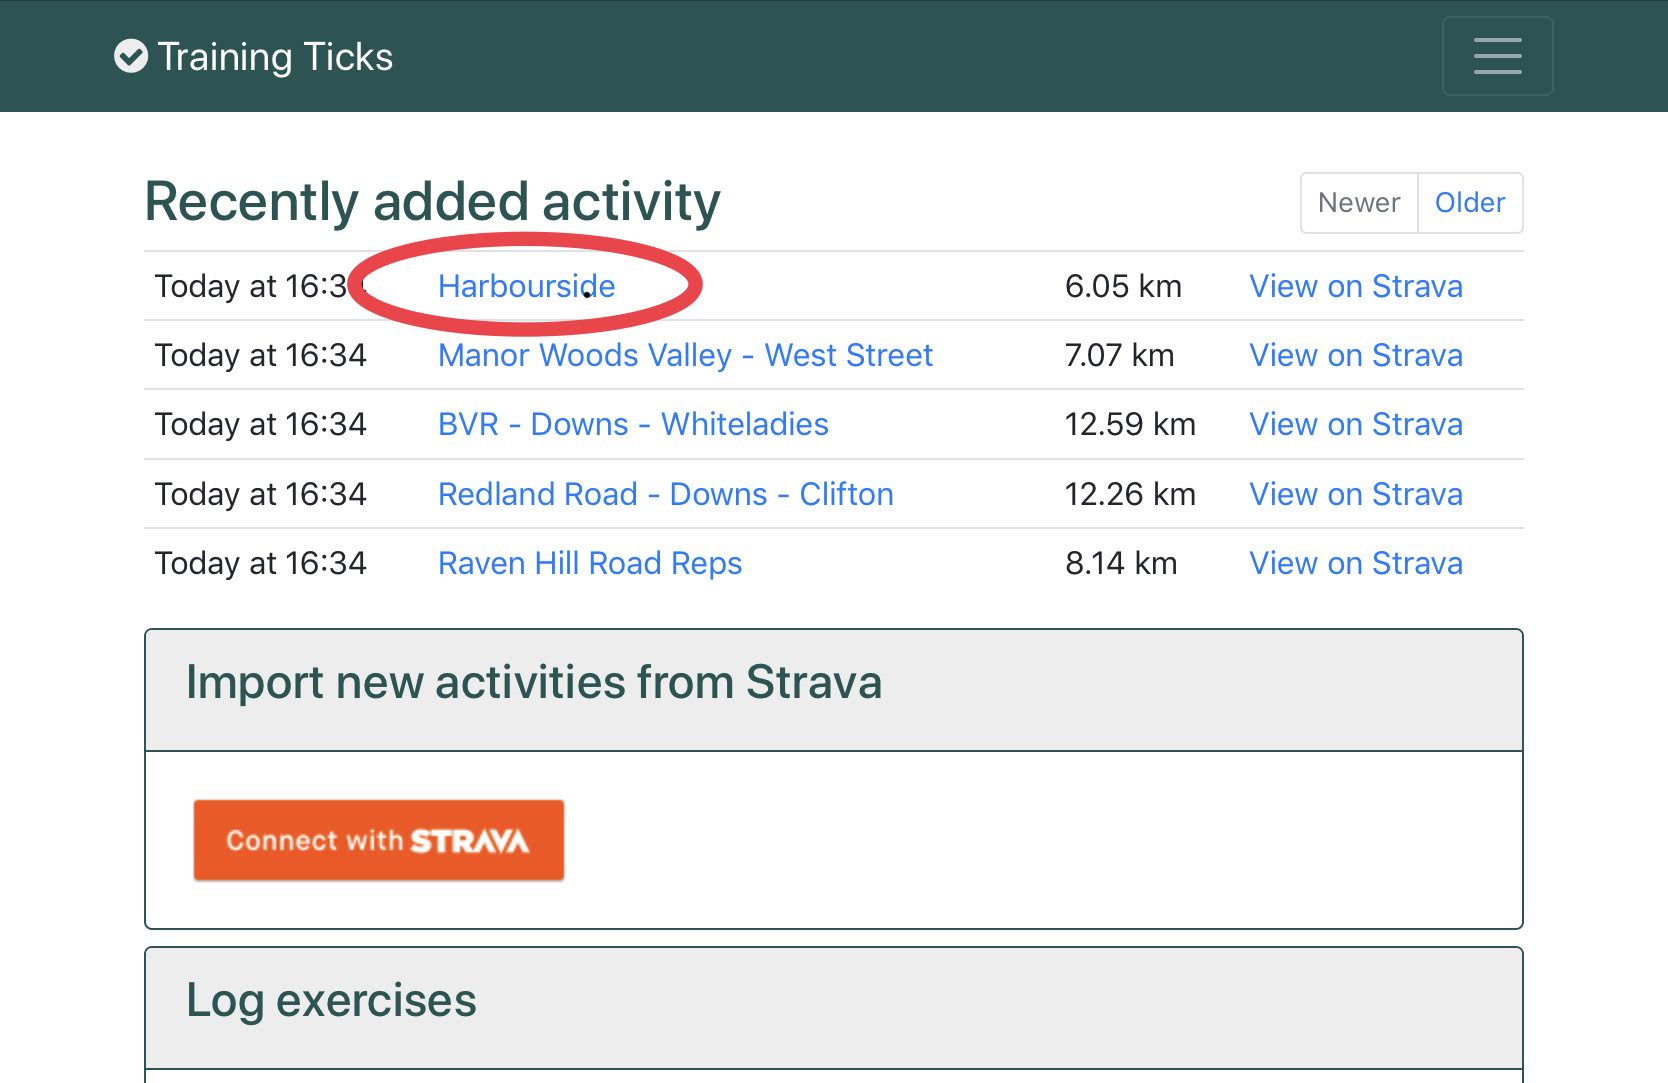 Training Ticks
Recently added activity Newer Older
Today at 16:34 Harbourside 6.05 km View on Strava
Today at 16:34 Manor Woods Valley - West Street 7.07 km View on Strava
Today at 16:34 BVR - Downs - Whiteladies 12.59 km View on Strava
Today at 16:34 Redland Road - Downs - Clifton 12.26 km View on Strava
Today at 16:34 Raven Hill Road Reps 8.14 km View on Strava
Import new activities from Strava
Connect with STRAVA
Log exercises